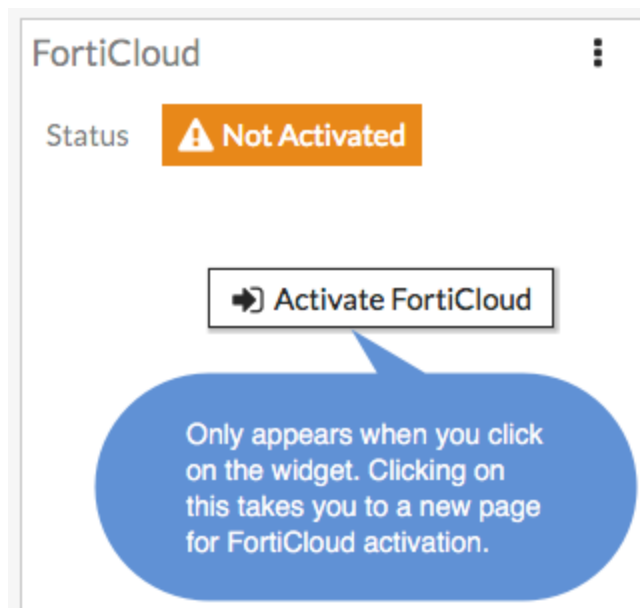 FortiCloud
Status Not Activated
Activate FortiCloud
Only appears when you click
on the widget. Clicking on
this takes you to a new page
for FortiCloud activation.